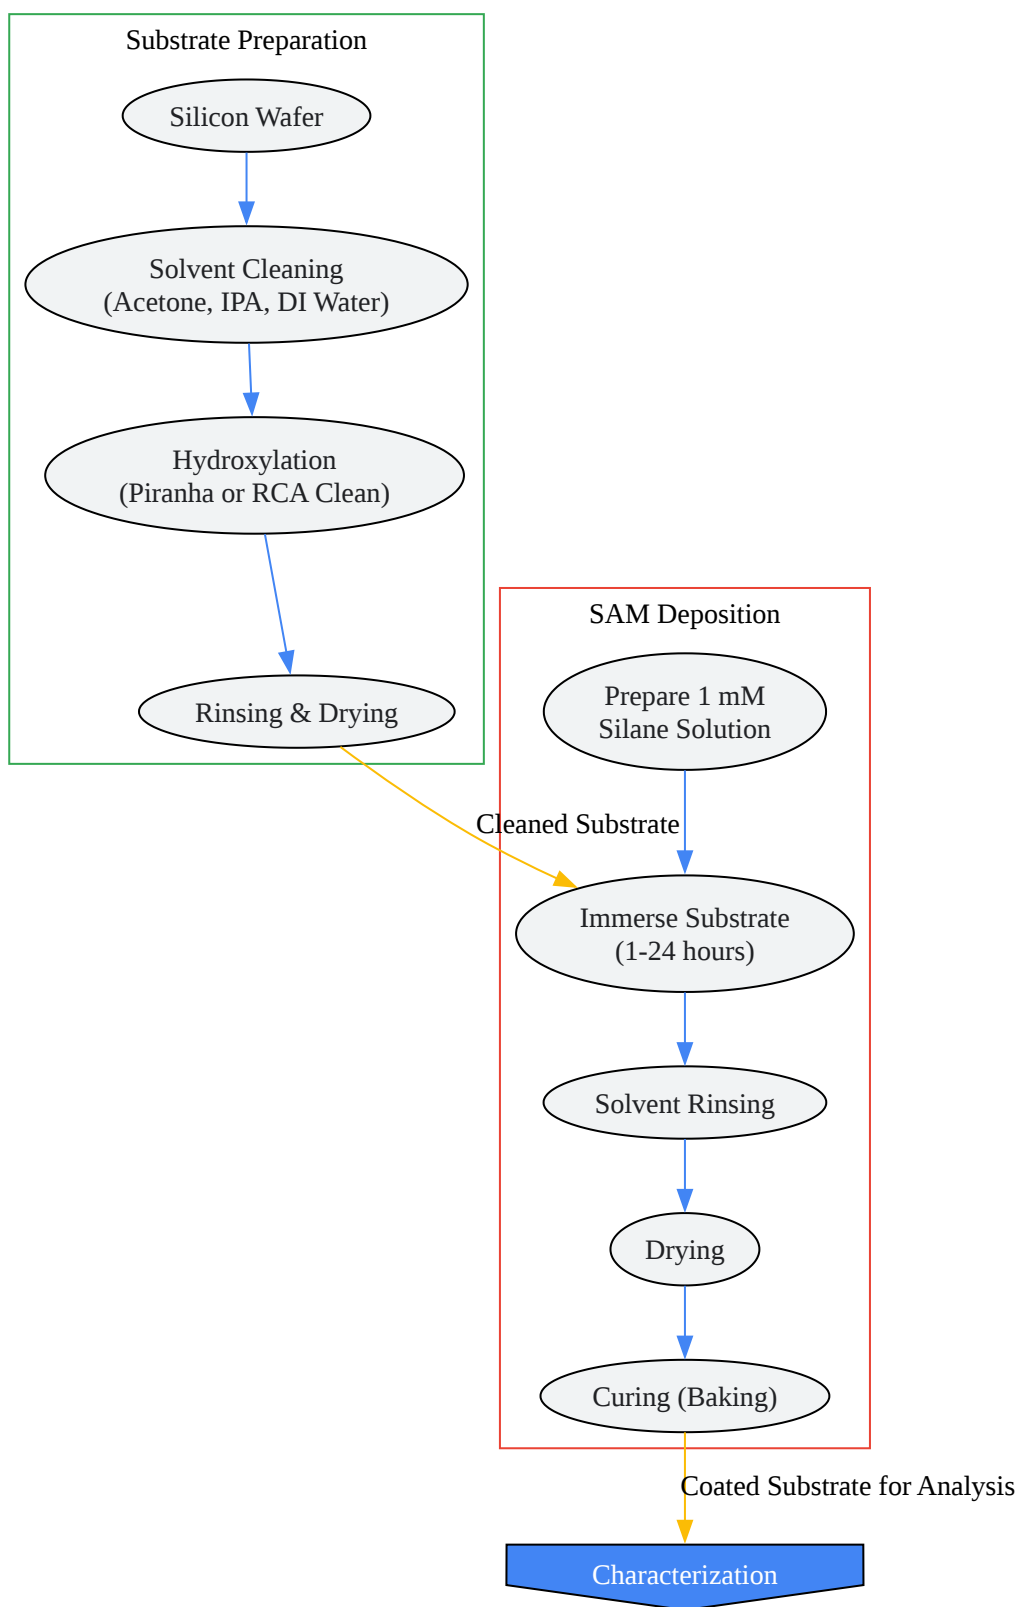 Substrate Preparation
Silicon Wafer
Solvent Cleaning
(Acetone, IPA, DI Water)
Hydroxylation
(Piranha or RCA Clean)
Rinsing & Drying
SAM Deposition
Prepare 1 mM
Silane Solution
Cleaned Substrate
Immerse Substrate
(1-24 hours)
Solvent Rinsing
Drying
Curing (Baking)
Coated Substrate for Analysis
Characterization